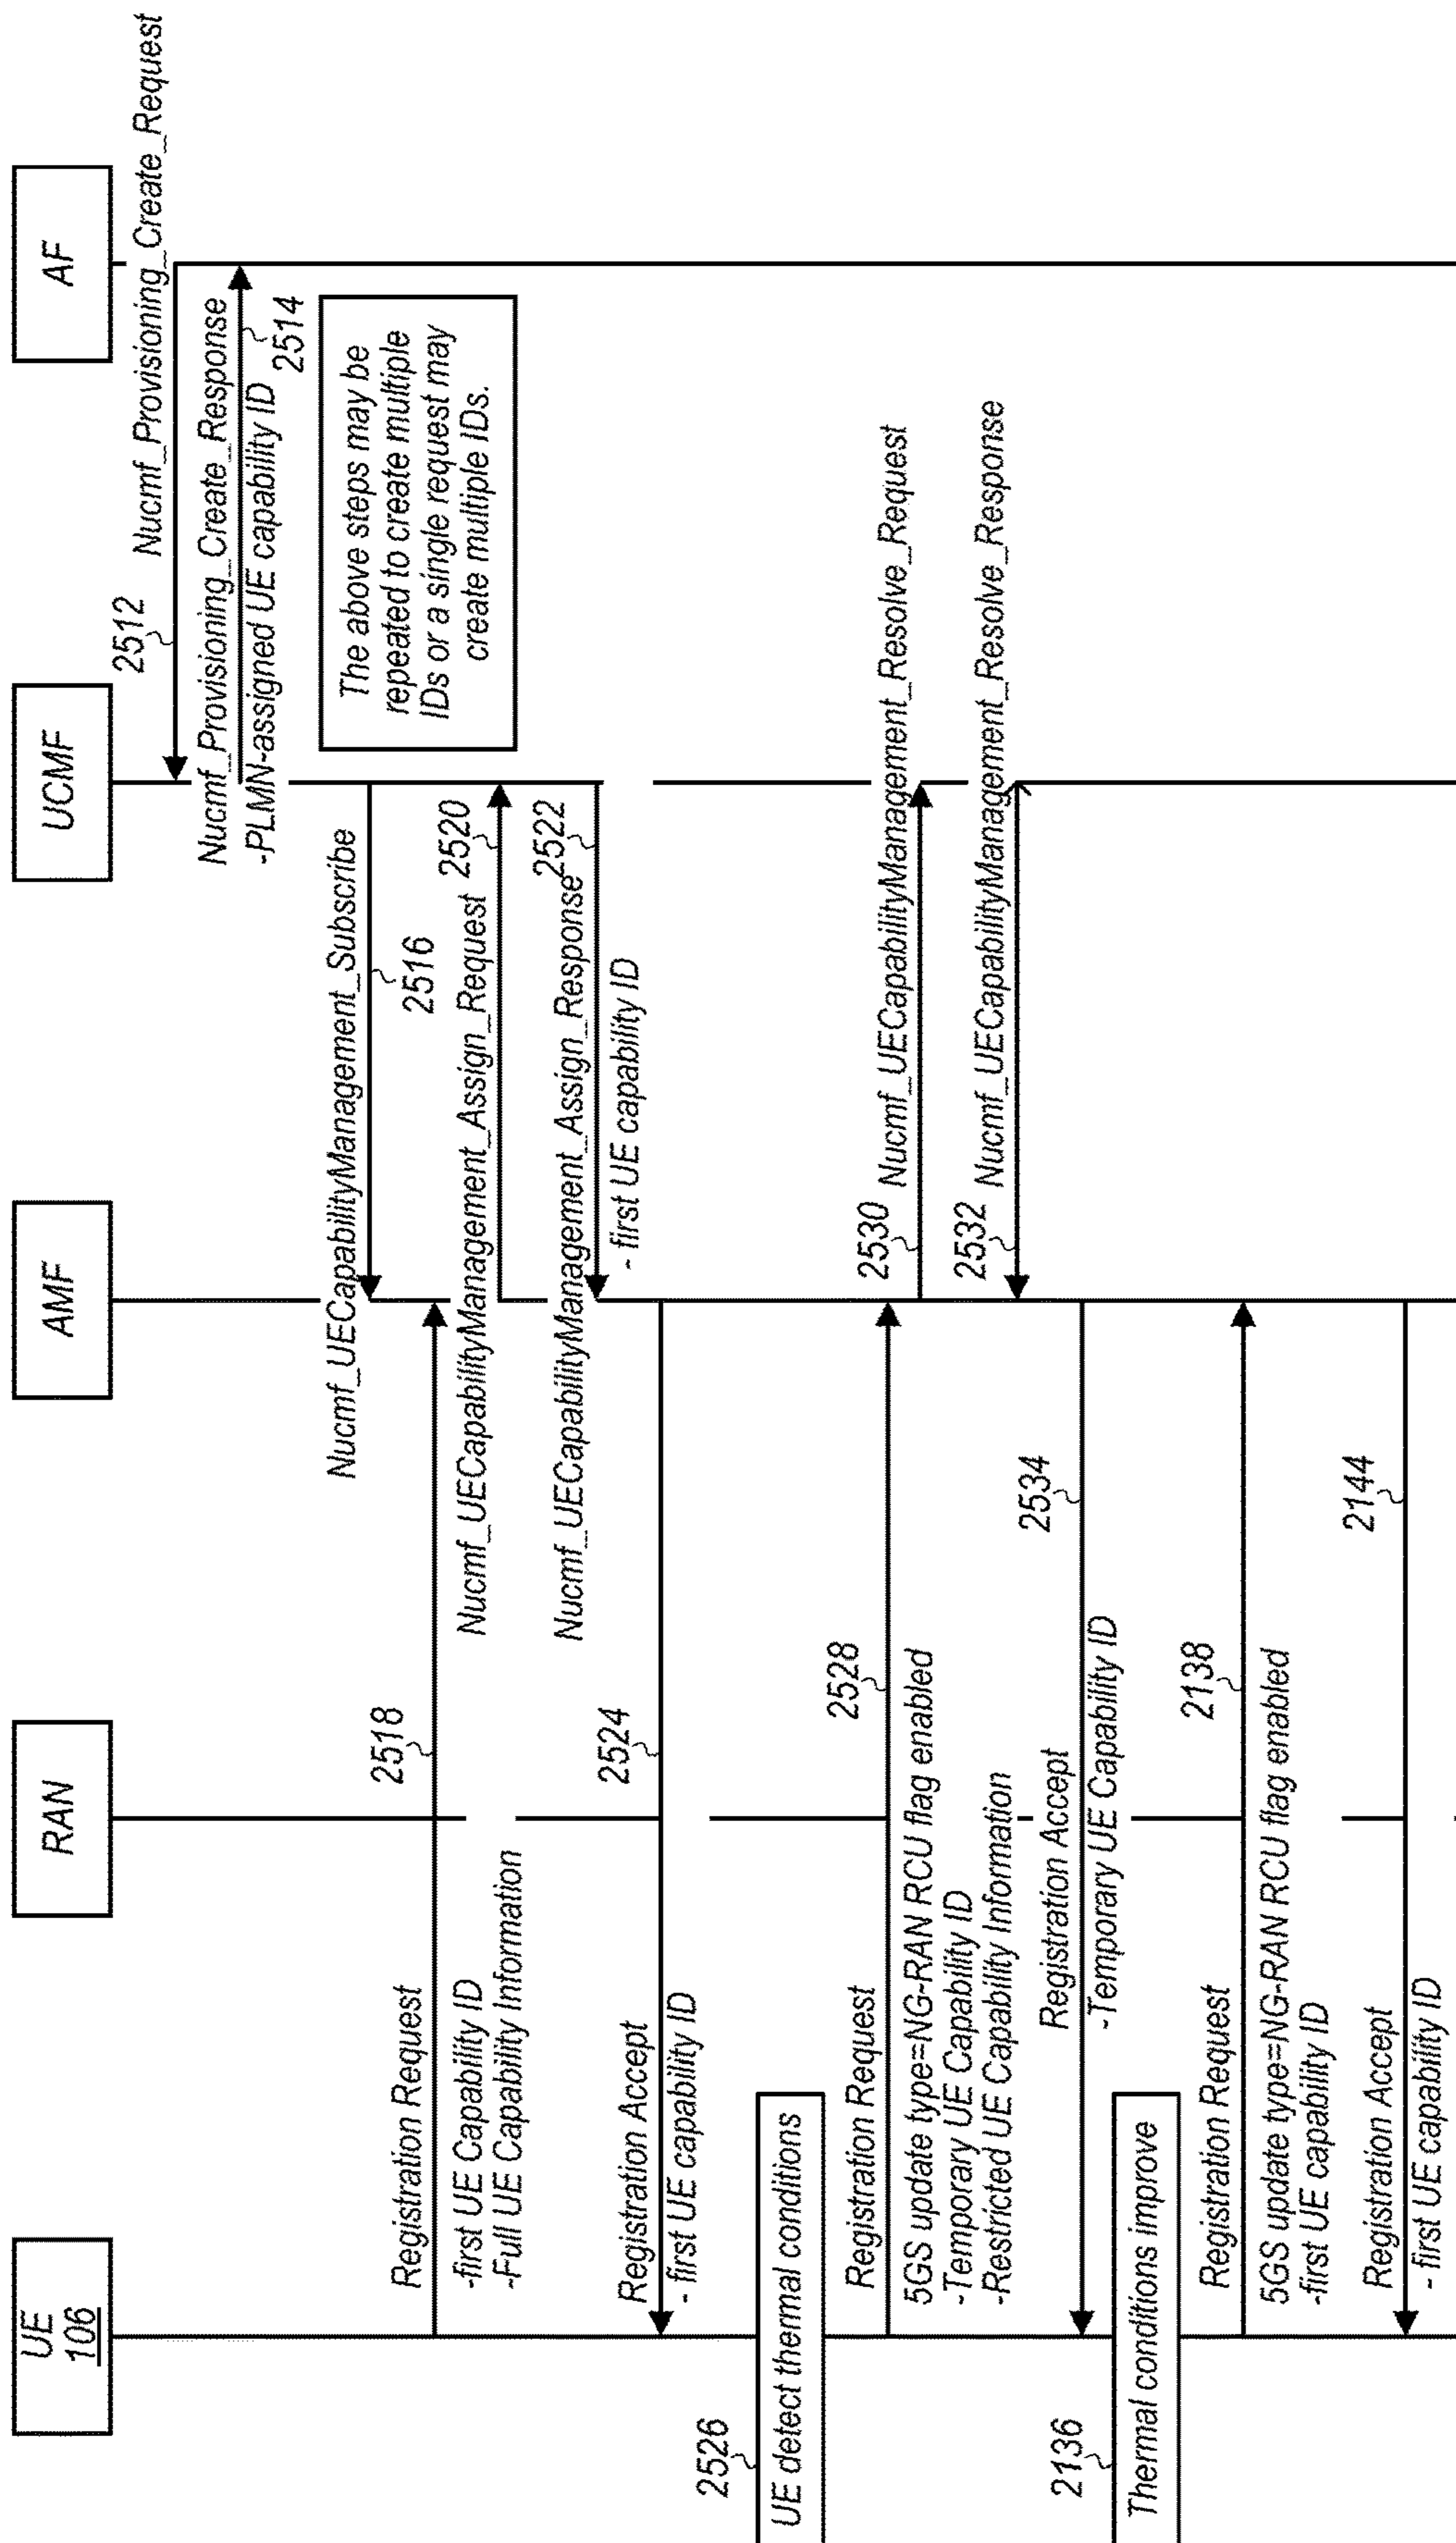 UE
106
RAN
AMF
UCMF
AF
2512
Nucmf_Provisioning_Create_Request
Nucmf_Provisioning_Create_Response
-PLMN-assigned UE capability ID
2514
The above steps may be
repeated to create multiple
IDs or a single request may
create multiple IDs.
Nucmf_UECapabilityManagement_Subscribe
2516
2518
Registration Request
-first UE Capability ID
-Full UE Capability Information
Nucmf_UECapabilityManagement_Assign_Request
2520
Nucmf_UECapabilityManagement_Assign_Response
2522
- first UE capability ID
2524
Registration Accept
- first UE capability ID
2526
UE detect thermal conditions
2528
Registration Request
5GS update type=NG-RAN RCU flag enabled
-Temporary UE Capability ID
-Restricted UE Capability Information
2530
Nucmf_UECapabilityManagement_Resolve_Request
2532
Nucmf_UECapabilityManagement_Resolve_Response
2534
Registration Accept
-Temporary UE Capability ID
2136
Thermal conditions improve
2138
Registration Request
5GS update type=NG-RAN RCU flag enabled
-first UE capability ID
2144
Registration Accept
- first UE capability ID